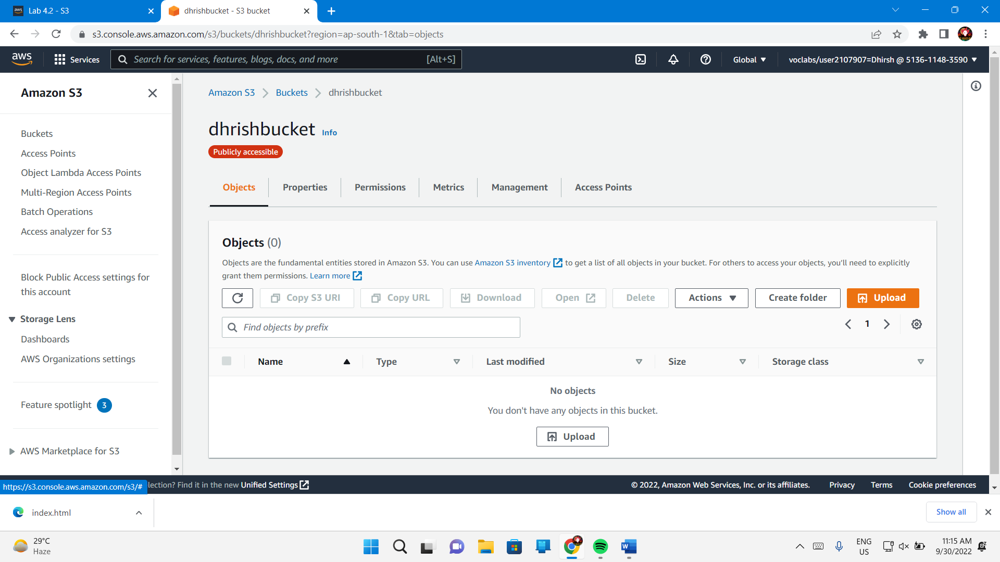 Lab 4.2 - S3
dhrishbucket - S3 bucket
s3.console.aws.amazon.com/s3/buckets/dhrishbucket?region=ap-south-1&tab=objects
aws
Services
Search for services, features, blogs, docs, and more
[Alt+S]
Global
voclabs/user2107907=Dhirsh @ 5136-1148-3590
Amazon S3
Buckets
Access Points
Object Lambda Access Points
Multi-Region Access Points
Batch Operations
Access analyzer for S3
Block Public Access settings for
this account
Storage Lens
Dashboards
AWS Organizations settings
Feature spotlight 3
AWS Marketplace for S3
Amazon S3 > Buckets > dhrishbucket
dhrishbucket Info
Publicly accessible
Objects
Properties
Permissions
Metrics
Management
Access Points
Objects (0)
Objects are the fundamental entities stored in Amazon S3. You can use Amazon S3 inventory to get a list of all objects in your bucket. For others to access your objects, you'll need to explicitly
grant them permissions. Learn more
Copy S3 URI
Copy URL
Download
Open
Delete
Actions
Create folder
Upload
Find objects by prefix
1
Name
Type
Last modified
Size
Storage class
No objects
You don't have any objects in this bucket.
Upload
https://s3.console.aws.amazon.com/s3/#
lection? Find it in the new Unified Settings
© 2022, Amazon Web Services, Inc. or its affiliates.
Privacy
Terms
Cookie preferences
index.html
Show all
29°C
Haze
ENG
US
11:15 AM
9/30/2022